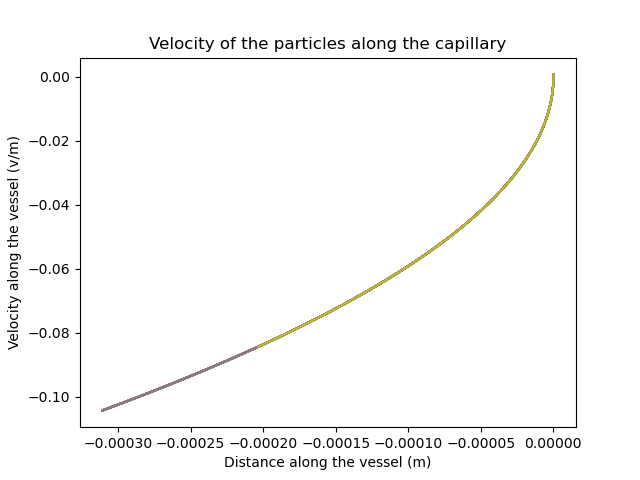 Velocity of the particles along the capillary
0.00
−0.02
−0.04
−0.06
−0.08
−0.10
Velocity along the vessel (v/m)
−0.00030 −0.00025 −0.00020 −0.00015 −0.00010 −0.00005 0.00000
Distance along the vessel (m)